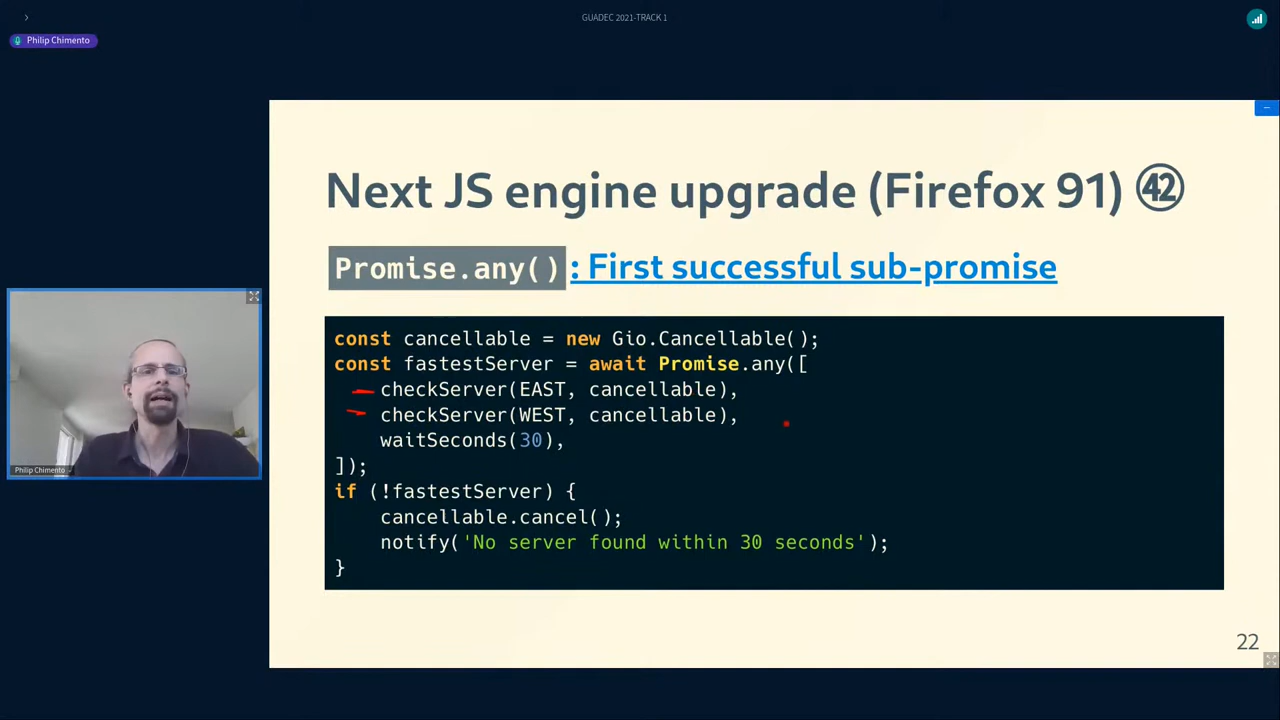 GUADEC 2021-TRACK 1
Philip Chimento
Next JS engine upgrade (Firefox 91) ㊷
Promise.any() : First successful sub-promise
const cancellable = new Gio.Cancellable();
const fastestServer = await Promise.any([
    checkServer(EAST, cancellable),
    checkServer(WEST, cancellable),
    waitSeconds(30),
]);
if (!fastestServer) {
    cancellable.cancel();
    notify('No server found within 30 seconds');
}
Philip Chimento
22